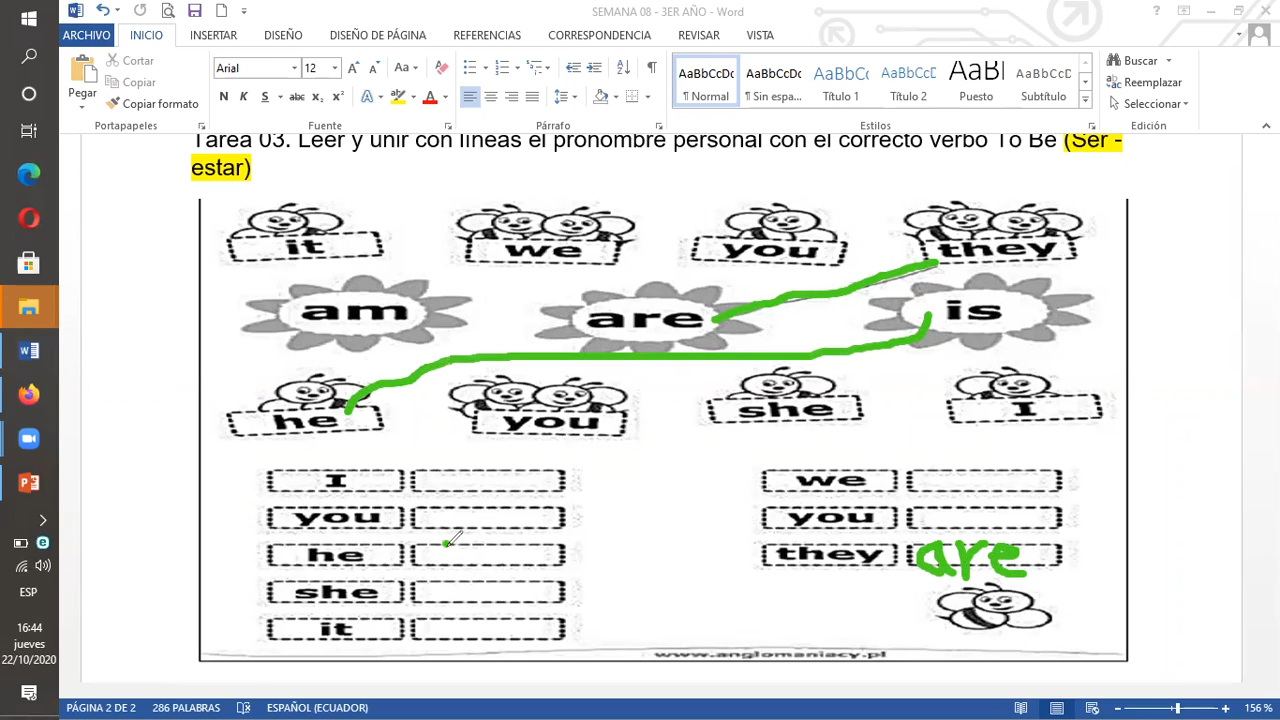 SEMANA 08 - 3ER AÑO - Word
ARCHIVO INICIO INSERTAR DISEÑO DISEÑO DE PÁGINA REFERENCIAS CORRESPONDENCIA REVISAR VISTA
Pegar
Cortar
Copiar
Copiar formato
Portapapeles
Arial 12 Aa
N K S abc x₂ x² A A
Fuente
Párrafo
AaBbCcDc AaBbCcDc AaBbCcD AaBbCcD AaBl AaBbCcD
¶ Normal ¶ Sin espa... Título 1 Título 2 Puesto Subtítulo
Estilos
Buscar
Reemplazar
Seleccionar
Edición
Tarea 03. Leer y unir con líneas el pronombre personal con el correcto verbo To Be (Ser -
estar)
it we you they
am are is
he you she I
I we
you you
he they are
she
it
www.anglomaniacy.pl
ESP
16:44
jueves
22/10/2020
PÁGINA 2 DE 2 286 PALABRAS ESPAÑOL (ECUADOR) 156 %